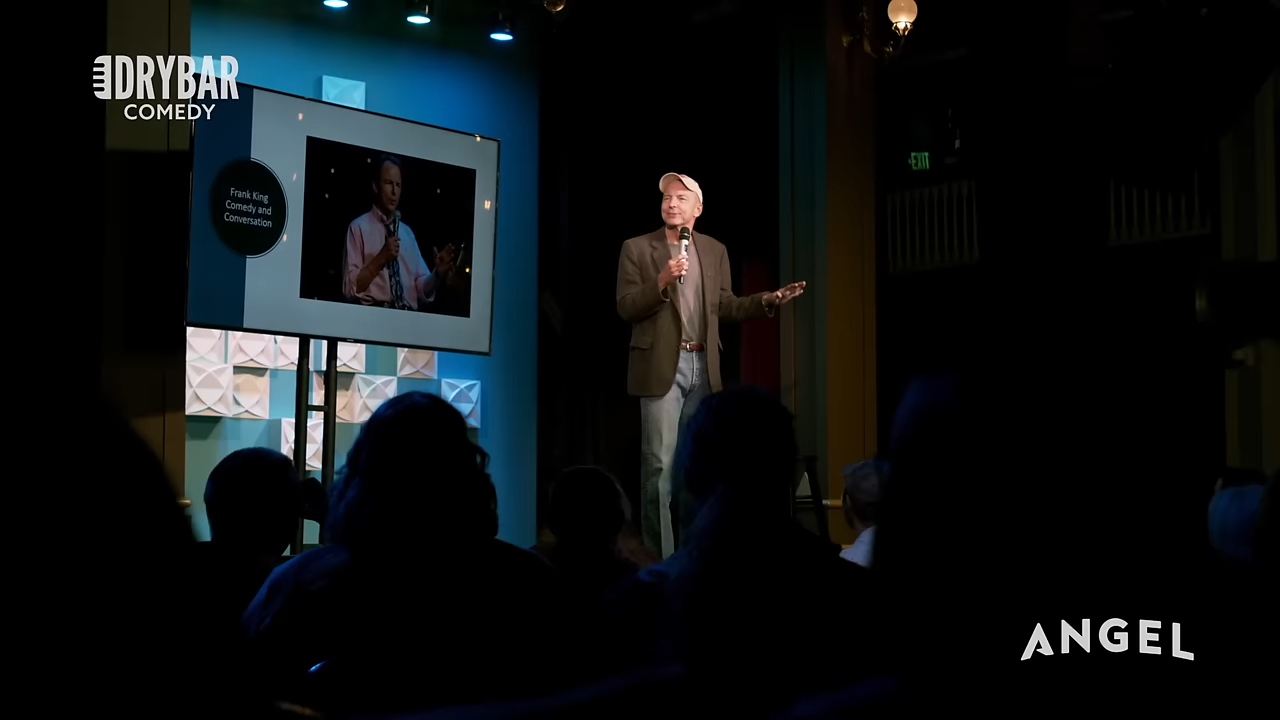 DRYBAR
COMEDY
Frank King
Comedy and
Conversation
EXIT
ANGEL